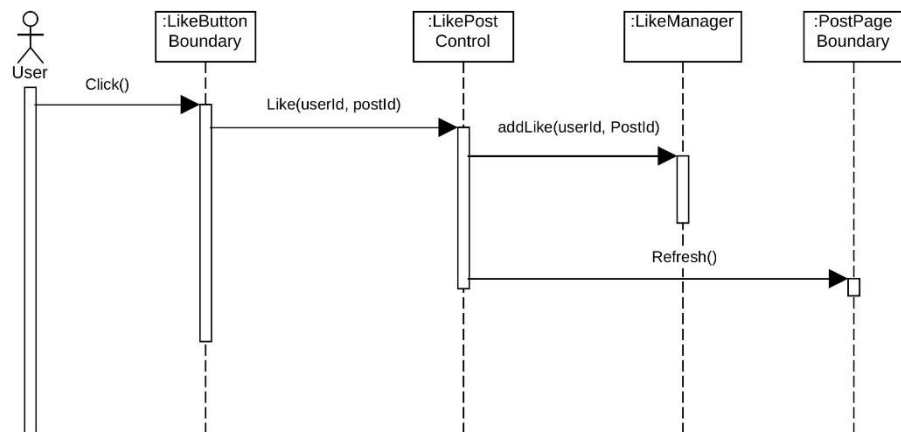 :LikeButton
Boundary
:LikePost
Control
:LikeManager
:PostPage
Boundary
User
Click()
Like(userId, postId)
addLike(userId, PostId)
Refresh()